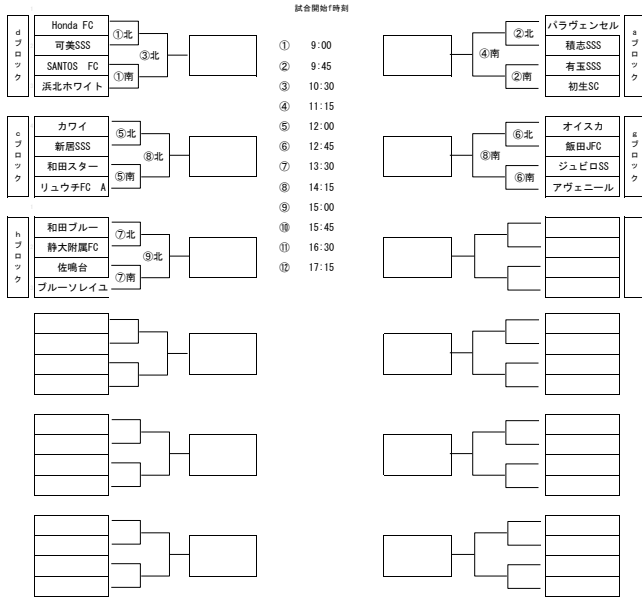 試合開始f時刻
dブロック
Honda FC
可美SSS
SANTOS FC
浜北ホワイト
①北
①南
③北
cブロック
カワイ
新居SSS
和田スター
リュウチFC A
⑤北
⑤南
⑧北
hブロック
和田ブルー
静大附属FC
佐鳴台
ブルーソレイユ
⑦北
⑦南
⑨北
① 9:00
② 9:45
③ 10:30
④ 11:15
⑤ 12:00
⑥ 12:45
⑦ 13:30
⑧ 14:15
⑨ 15:00
⑩ 15:45
⑪ 16:30
⑫ 17:15
④南
②北
②南
パラヴェンセル
積志SSS
有玉SSS
初生SC
aブロック
⑧南
⑥北
⑥南
オイスカ
飯田JFC
ジュビロSS
アヴェニール
gブロック